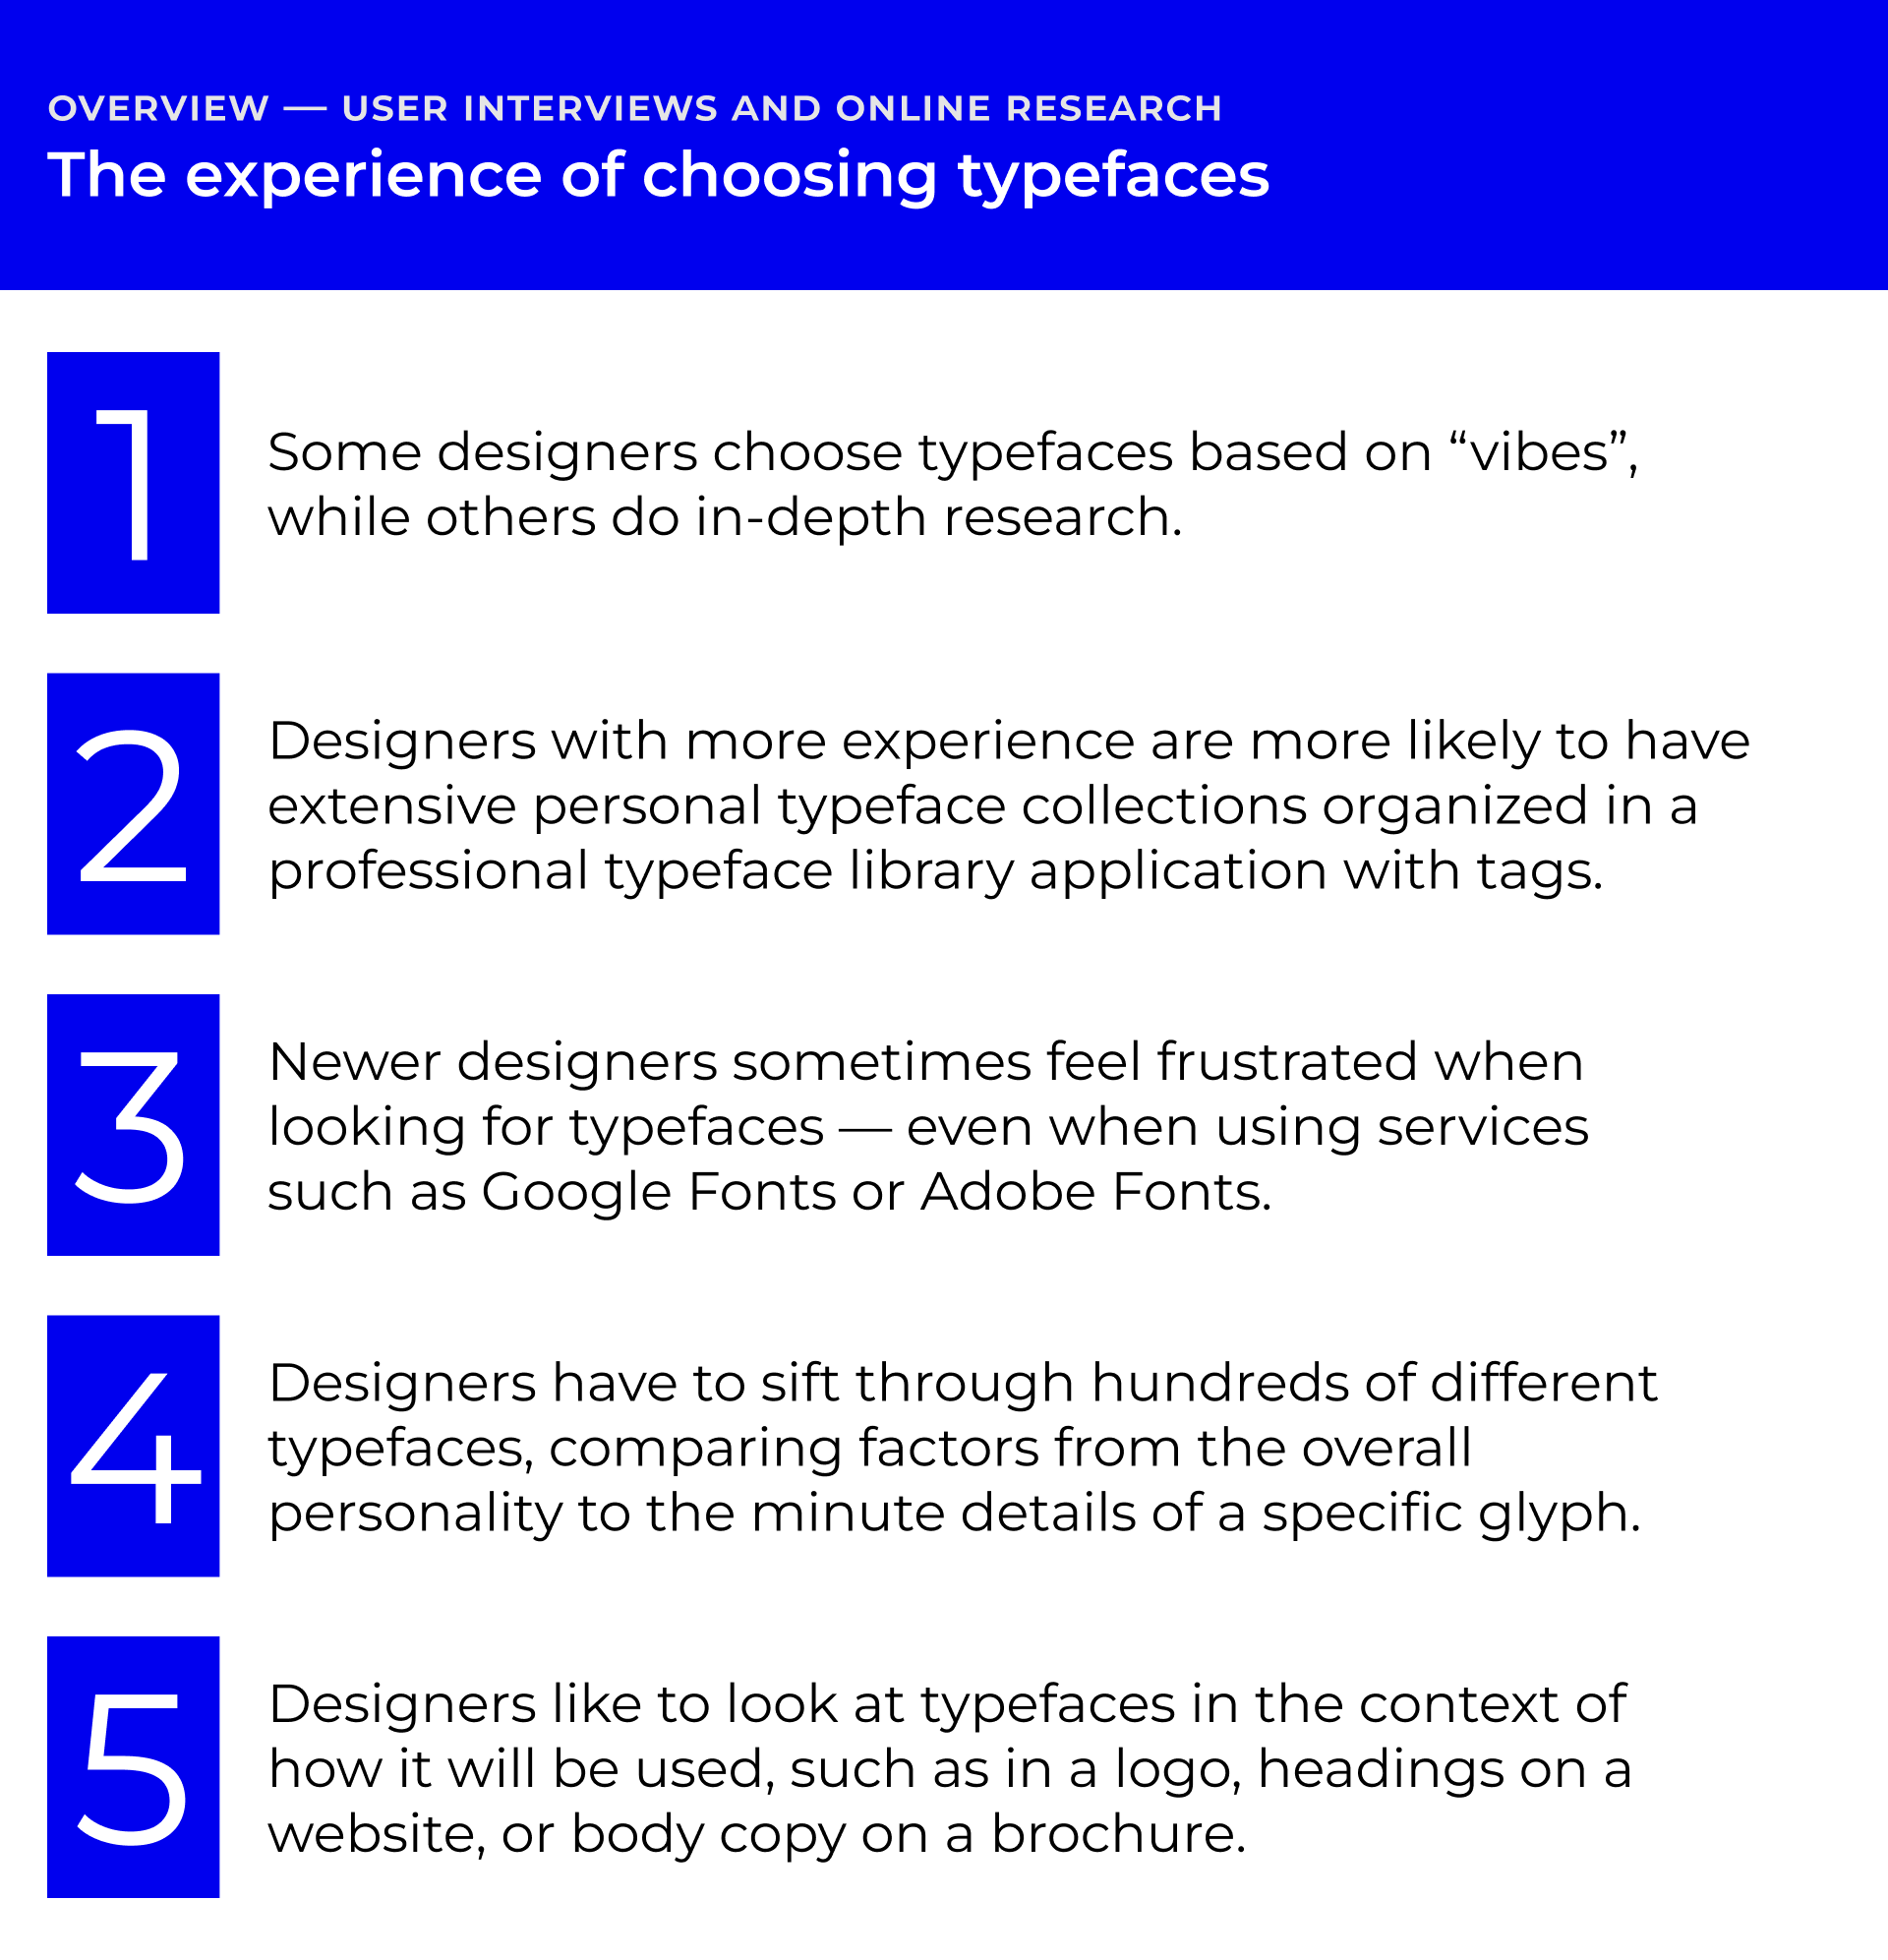 OVERVIEW — USER INTERVIEWS AND ONLINE RESEARCH
The experience of choosing typefaces
1
Some designers choose typefaces based on “vibes”,
while others do in-depth research.
2
Designers with more experience are more likely to have
extensive personal typeface collections organized in a
professional typeface library application with tags.
3
Newer designers sometimes feel frustrated when
looking for typefaces — even when using services
such as Google Fonts or Adobe Fonts.
4
Designers have to sift through hundreds of different
typefaces, comparing factors from the overall
personality to the minute details of a specific glyph.
5
Designers like to look at typefaces in the context of
how it will be used, such as in a logo, headings on a
website, or body copy on a brochure.